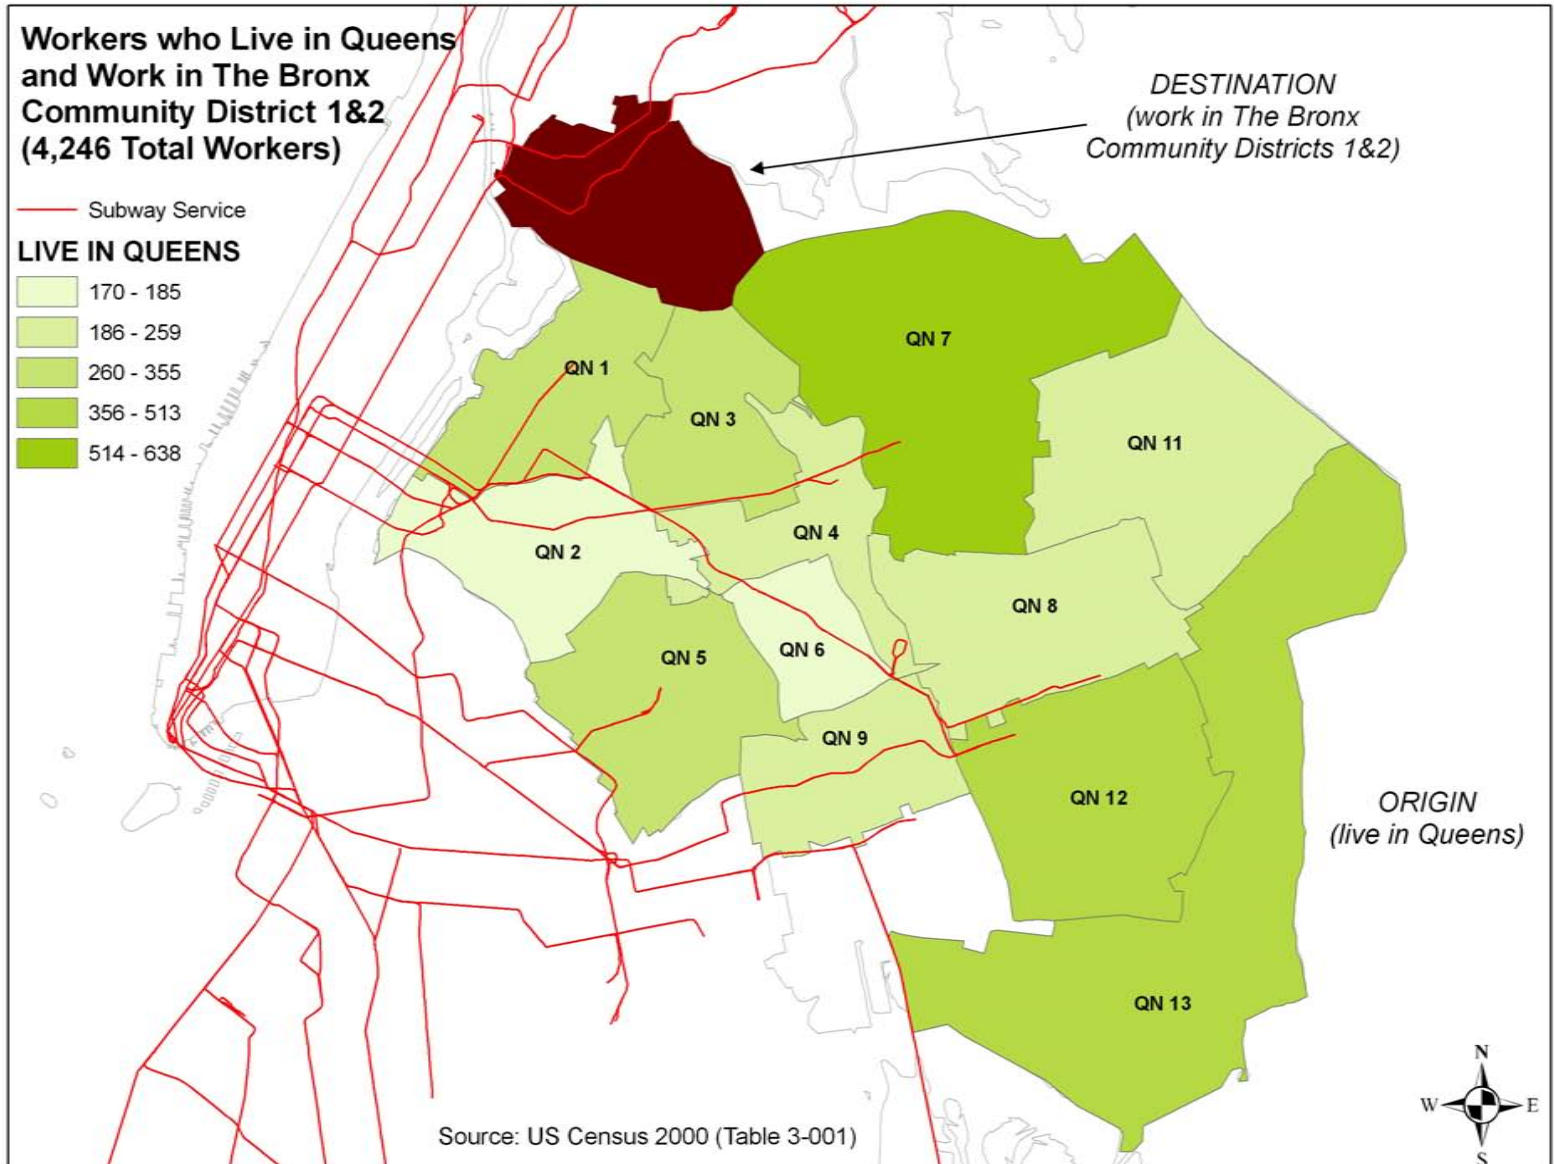 Workers who Live in Queens
and Work in The Bronx
Community District 1&2
(4,246 Total Workers)
Subway Service
LIVE IN QUEENS
170 - 185
186 - 259
260 - 355
356 - 513
514 - 638
DESTINATION
(work in The Bronx
Community Districts 1&2)
QN 7
QN 1
QN 3
QN 11
QN 4
QN 2
QN 8
QN 6
QN 5
QN 9
QN 12
ORIGIN
(live in Queens)
QN 13
N
W E
S
Source: US Census 2000 (Table 3-001)